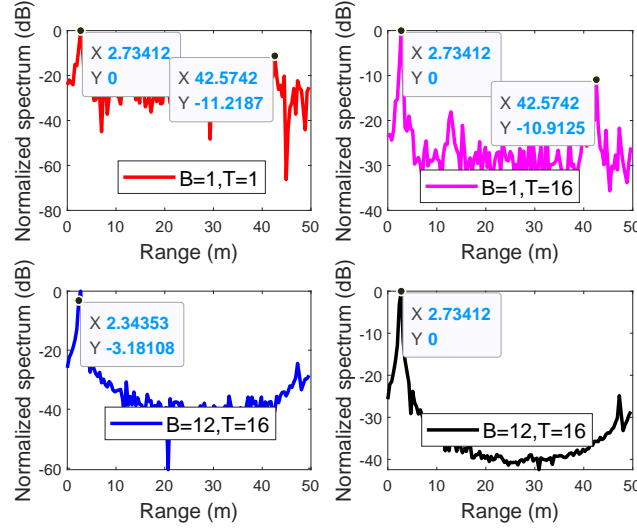 Normalized spectrum (dB)
0
-20
-40
-60
-80
X 2.73412
Y 0
X 42.5742
Y -11.2187
B=1,T=1
0 10 20 30 40 50
Range (m)
Normalized spectrum (dB)
0
-10
-20
-30
-40
X 2.73412
Y 0
X 42.5742
Y -10.9125
B=1,T=16
0 10 20 30 40 50
Range (m)
Normalized spectrum (dB)
0
-20
-40
-60
X 2.34353
Y -3.18108
B=12,T=16
0 10 20 30 40 50
Range (m)
Normalized spectrum (dB)
0
-10
-20
-30
-40
X 2.73412
Y 0
B=12,T=16
0 10 20 30 40 50
Range (m)